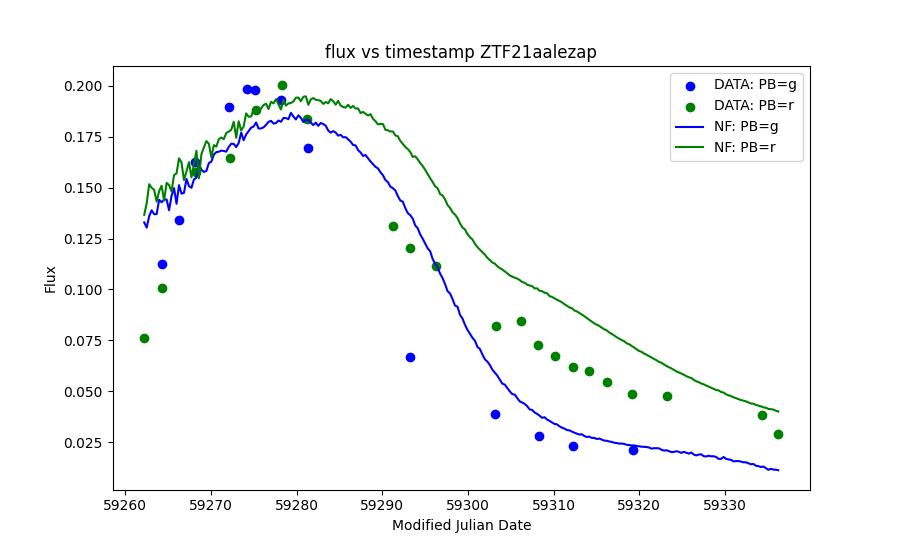 flux vs timestamp ZTF21aalezap
DATA: PB=g
DATA: PB=r
NF: PB=g
NF: PB=r
0.200
0.175
0.150
0.125
0.100
0.075
0.050
0.025
Flux
59260 59270 59280 59290 59300 59310 59320 59330
Modified Julian Date